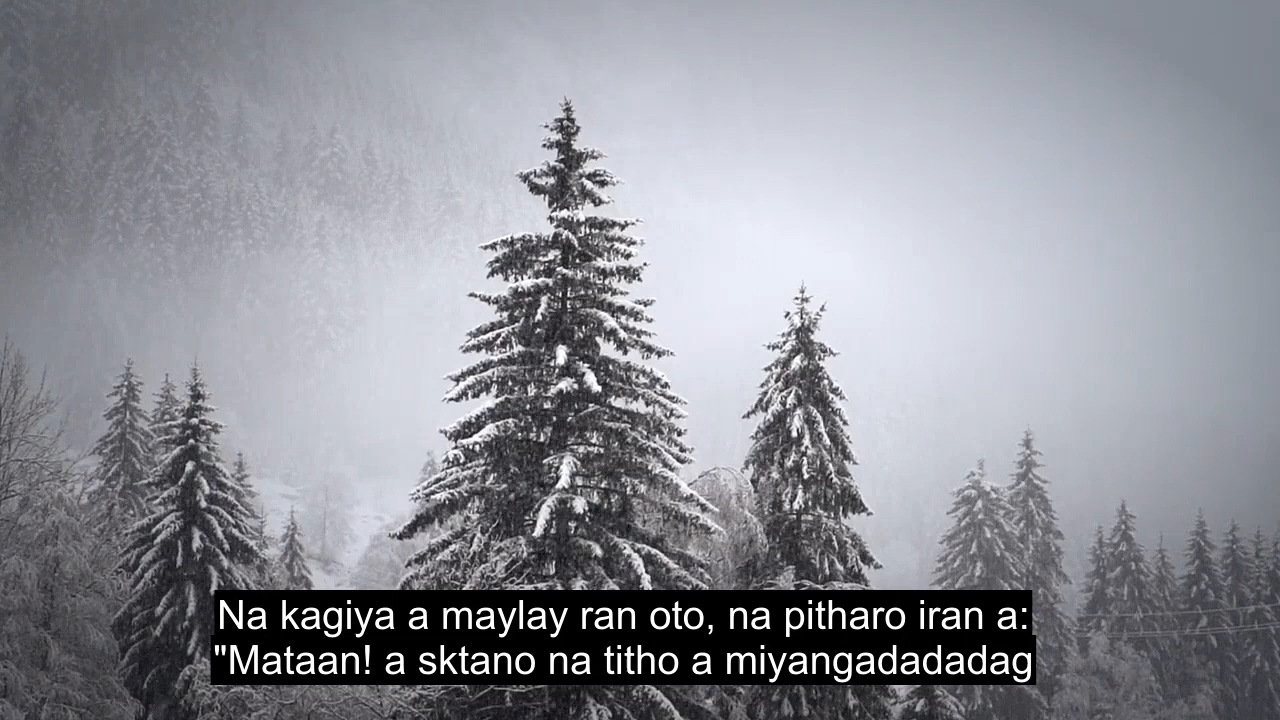 Na kagiya a maylay ran oto, na pitharo iran a:
"Mataan! a sktano na titho a miyangadadadag